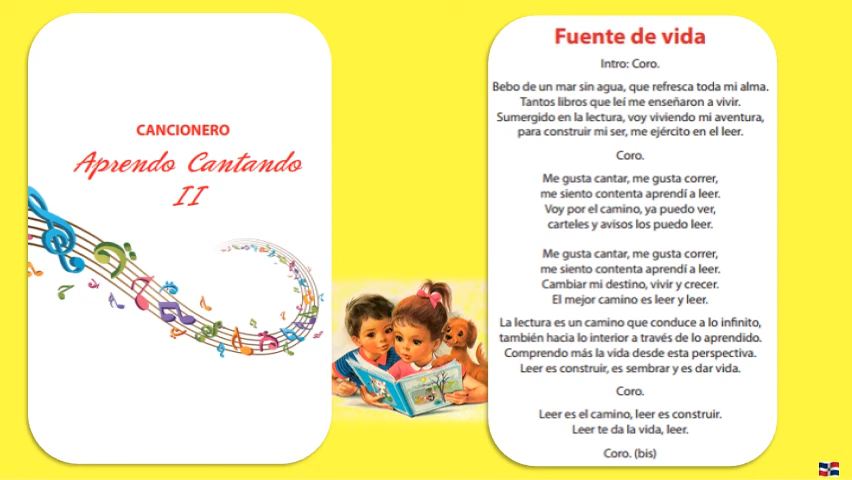 CANCIONERO
Aprendo Cantando
II
Fuente de vida
Intro: Coro.
Bebo de un mar sin agua, que refresca toda mi alma.
Tantos libros que leí me enseñaron a vivir.
Sumergido en la lectura, voy viviendo mi aventura,
para construir mi ser, me ejército en el leer.
Coro.
Me gusta cantar, me gusta correr,
me siento contenta aprendí a leer.
Voy por el camino, ya puedo ver,
carteles y avisos los puedo leer.
Me gusta cantar, me gusta correr,
me siento contenta aprendí a leer.
Cambiar mi destino, vivir y crecer.
El mejor camino es leer y leer.
La lectura es un camino que conduce a lo infinito,
también hacia lo interior a través de lo aprendido.
Comprendo más la vida desde esta perspectiva.
Leer es construir, es sembrar y es dar vida.
Coro.
Leer es el camino, leer es construir.
Leer te da la vida, leer.
Coro. (bis)